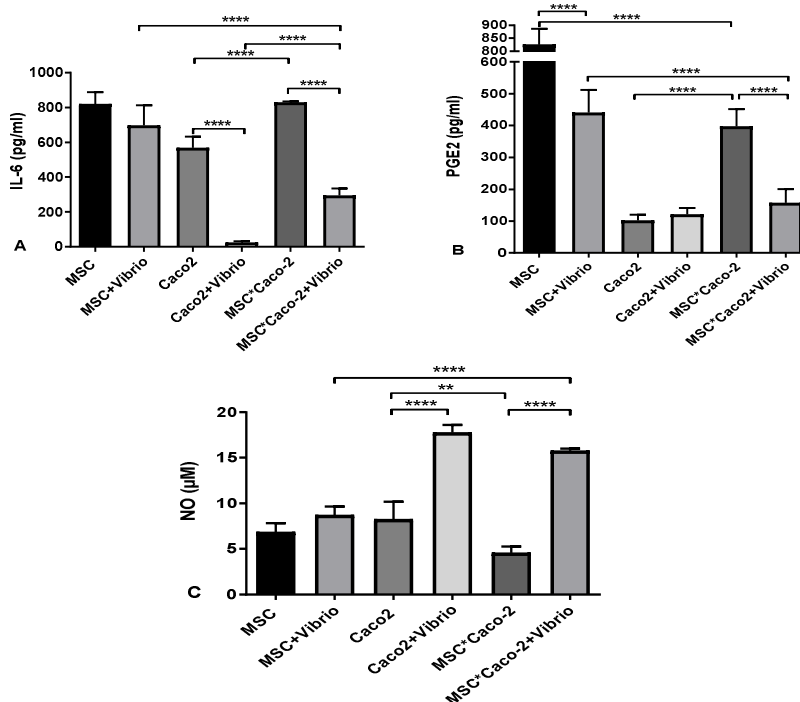 ****
****
****
****
****
1000
800
600
400
200
0
IL-6 (pg/ml)
A
MSC
MSC+Vibrio
Caco2
Caco2+Vibrio
MSC*Caco-2
MSC*Caco-2+Vibrio
****
****
****
****
****
900
850
800
600
500
400
300
200
100
0
PGE2 (pg/ml)
B
MSC
MSC+Vibrio
Caco2
Caco2+Vibrio
MSC*Caco-2
MSC*Caco2+Vibrio
****
**
****
****
20
15
10
5
0
NO (µM)
C
MSC
MSC+Vibrio
Caco2
Caco2+Vibrio
MSC*Caco-2
MSC*Caco-2+Vibrio